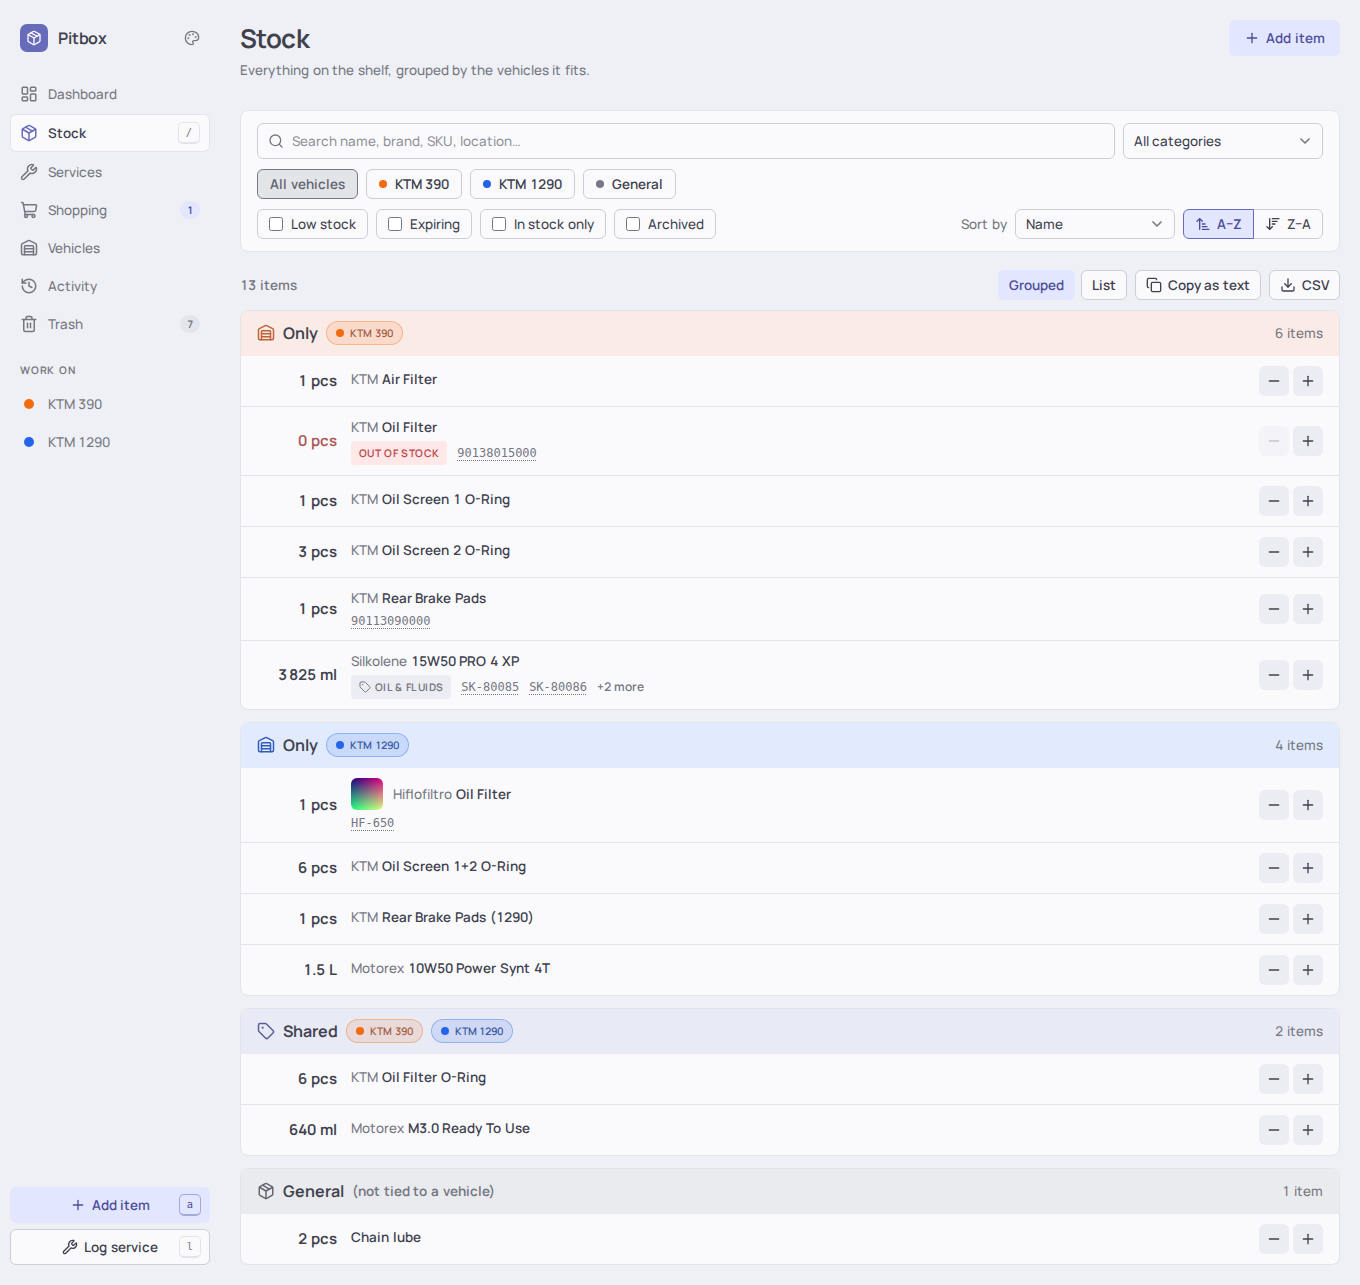 Pitbox
Dashboard
Stock /
Services
Shopping 1
Vehicles
Activity
Trash 7
WORK ON
KTM 390
KTM 1290
Add item a
Log service l
Stock
Add item
Everything on the shelf, grouped by the vehicles it fits.
Search name, brand, SKU, location…
All categories
All vehicles KTM 390 KTM 1290 General
Low stock Expiring In stock only Archived Sort by Name A–Z Z–A
13 items Grouped List Copy as text CSV
Only KTM 390 6 items
1 pcs KTM Air Filter
0 pcs KTM Oil Filter
OUT OF STOCK 90138015000
1 pcs KTM Oil Screen 1 O-Ring
3 pcs KTM Oil Screen 2 O-Ring
1 pcs KTM Rear Brake Pads
90113090000
3 825 ml Silkolene 15W50 PRO 4 XP
OIL & FLUIDS SK-80085 SK-80086 +2 more
Only KTM 1290 4 items
1 pcs Hiflofiltro Oil Filter
HF-650
6 pcs KTM Oil Screen 1+2 O-Ring
1 pcs KTM Rear Brake Pads (1290)
1.5 L Motorex 10W50 Power Synt 4T
Shared KTM 390 KTM 1290 2 items
6 pcs KTM Oil Filter O-Ring
640 ml Motorex M3.0 Ready To Use
General (not tied to a vehicle) 1 item
2 pcs Chain lube